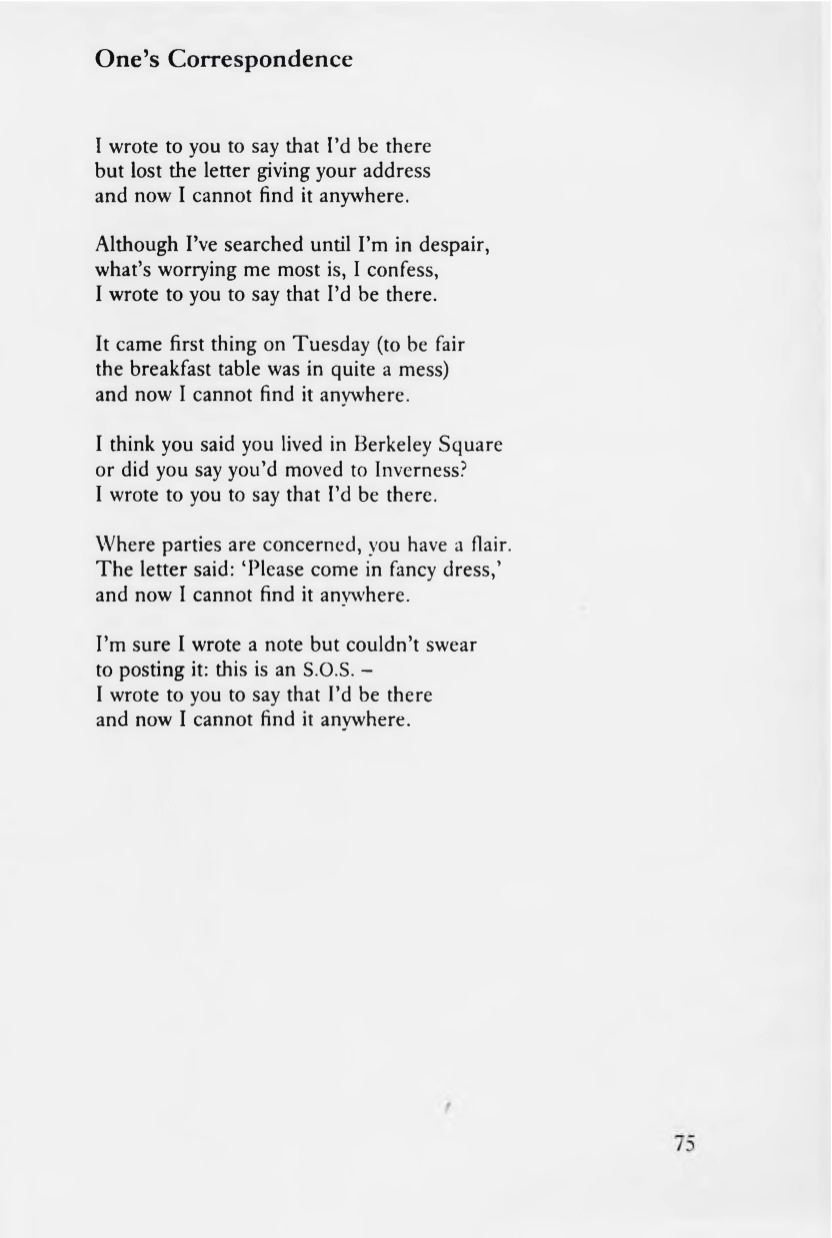 One’s Correspondence
I wrote to you to say that I’d be there
but lost the letter giving your address
and now I cannot find it anywhere.
Although I’ve searched until I’m in despair,
what’s worrying me most is, I confess,
I wrote to you to say that I’d be there.
It came first thing on Tuesday (to be fair
the breakfast table was in quite a mess)
and now I cannot find it anywhere.
I think you said you lived in Berkeley Square
or did you say you’d moved to Inverness?
I wrote to you to say that I’d be there.
Where parties are concerned, you have a flair.
The letter said: ‘Please come in fancy dress,’
and now I cannot find it anywhere.
I’m sure I wrote a note but couldn’t swear
to posting it: this is an S.O.S. –
I wrote to you to say that I’d be there
and now I cannot find it anywhere.
75